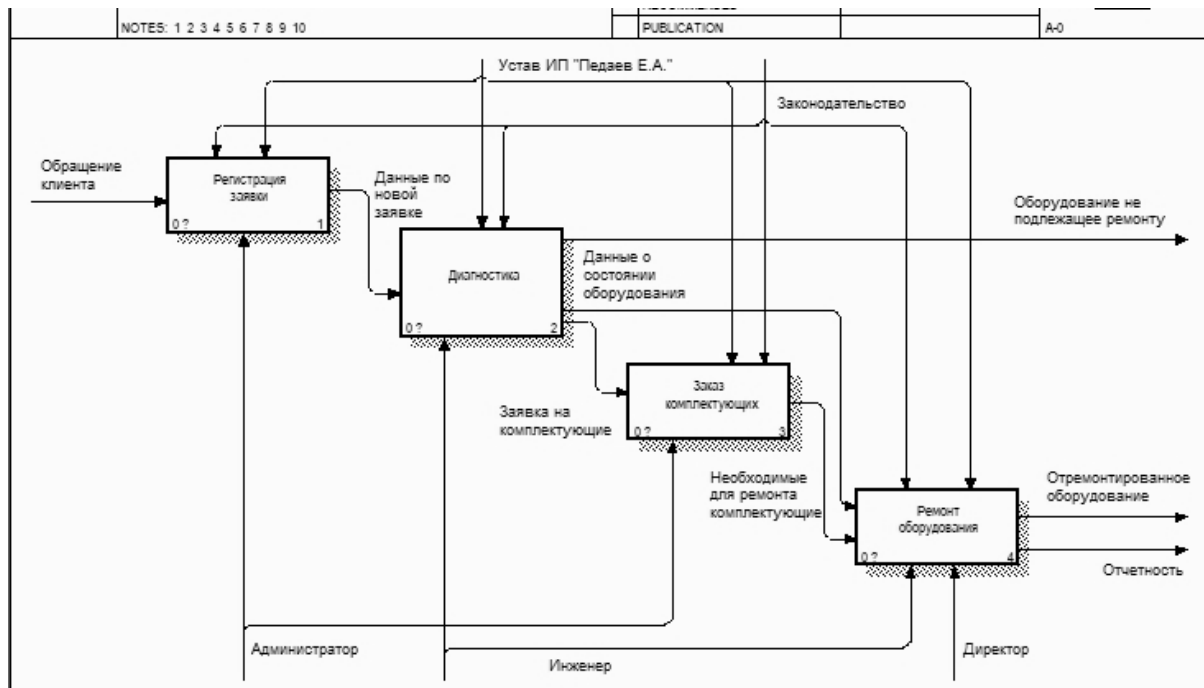 NOTES: 1 2 3 4 5 6 7 8 9 10
PUBLICATION
A-0
Устав ИП "Педаев Е.А."
Законодательство
Обращение
клиента
Регистрация
заявки
0 ?
1
Данные по
новой
заявке
Оборудование не
подлежащее ремонту
Диагностика
0 ?
2
Данные о
состоянии
оборудования
Заказ
комплектующих
0 ?
3
Заявка на
комплектующие
Необходимые
для ремонта
комплектующие
Ремонт
оборудования
0 ?
4
Отремонтированное
оборудование
Отчетность
Администратор
Инженер
Директор